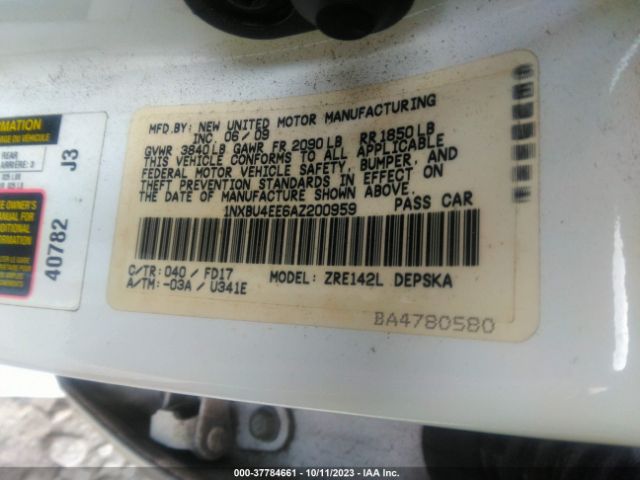 MFD.BY: NEW UNITED MOTOR MANUFACTURING
INC. 06/09
GVWR 3840LB GAWR FR 2090LB RR1850LB
THIS VEHICLE CONFORMS TO ALL APPLICABLE
FEDERAL MOTOR VEHICLE SAFETY, BUMPER, AND
THEFT PREVENTION STANDARDS IN EFFECT ON
THE DATE OF MANUFACTURE SHOWN ABOVE.
1NXBU4EE6AZ200959 PASS CAR
C/TR: 040 / FD17 MODEL: ZRE142L DEPSKA
A/TM: -03A / U341E
BA4780580
REAR
ARRIERE: 3
J3
40782
000-37784661 - 10/11/2023 - IAA Inc.